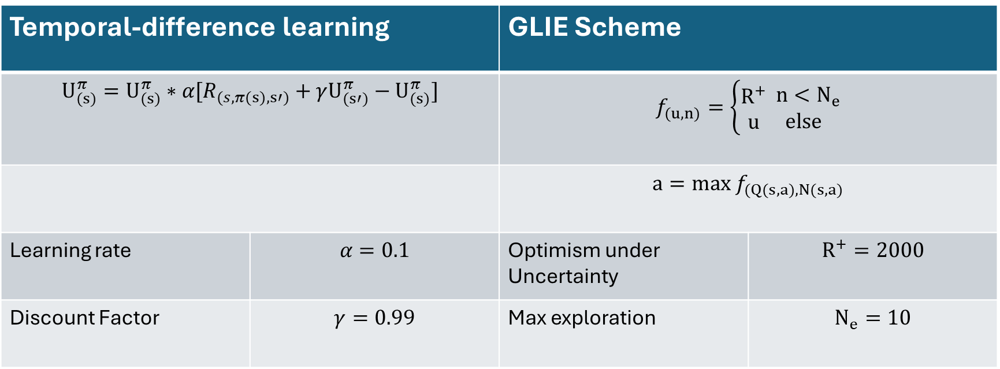 Temporal-difference learning
GLIE Scheme
U^π_(s) = U^π_(s) * α[R_(s,π(s),s′) + γU^π_(s′) − U^π_(s)]
f_(u,n) = { R⁺ n < N_e
u else
a = max f_(Q(s,a),N(s,a)
Learning rate
α = 0.1
Optimism under
Uncertainty
R⁺ = 2000
Discount Factor
γ = 0.99
Max exploration
N_e = 10